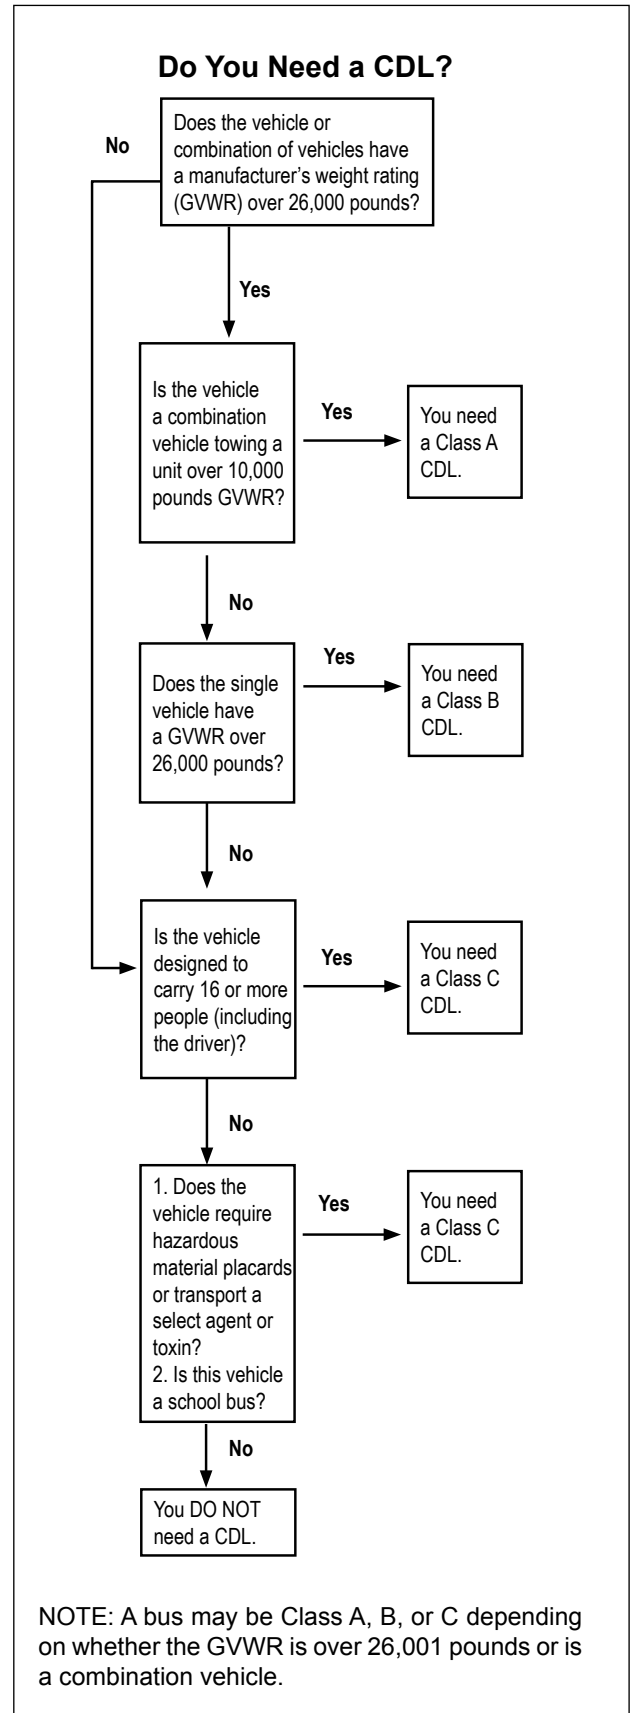 Do You Need a CDL?
Does the vehicle or
combination of vehicles have
a manufacturer's weight rating
(GVWR) over 26,000 pounds?
No
Yes
Is the vehicle
a combination
vehicle towing a
unit over 10,000
pounds GVWR?
Yes
You need
a Class A
CDL.
No
Does the single
vehicle have
a GVWR over
26,000 pounds?
Yes
You need
a Class B
CDL.
No
Is the vehicle
designed to
carry 16 or more
people (including
the driver)?
Yes
You need
a Class C
CDL.
No
1. Does the
vehicle require
hazardous
material placards
or transport a
select agent or
toxin?
2. Is this vehicle
a school bus?
Yes
You need
a Class C
CDL.
No
You DO NOT
need a CDL.
NOTE: A bus may be Class A, B, or C depending
on whether the GVWR is over 26,001 pounds or is
a combination vehicle.